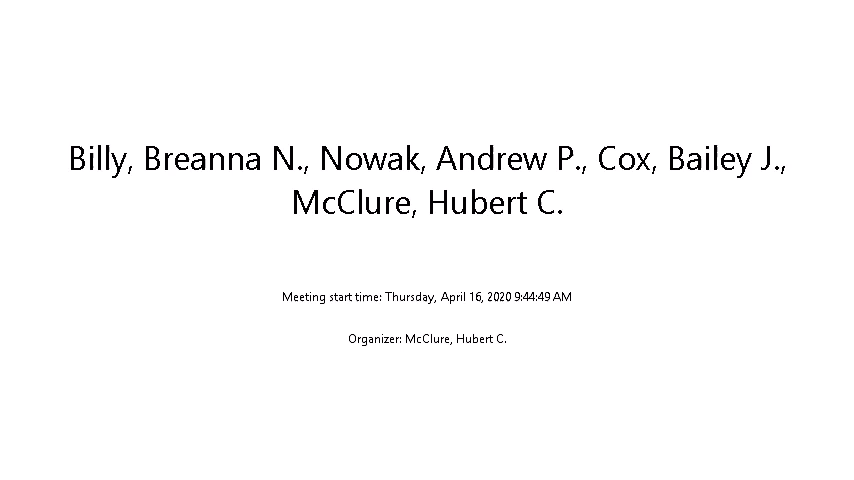 Billy, Breanna N., Nowak, Andrew P., Cox, Bailey J.,
McClure, Hubert C.
Meeting start time: Thursday, April 16, 2020 9:44:49 AM
Organizer: McClure, Hubert C.